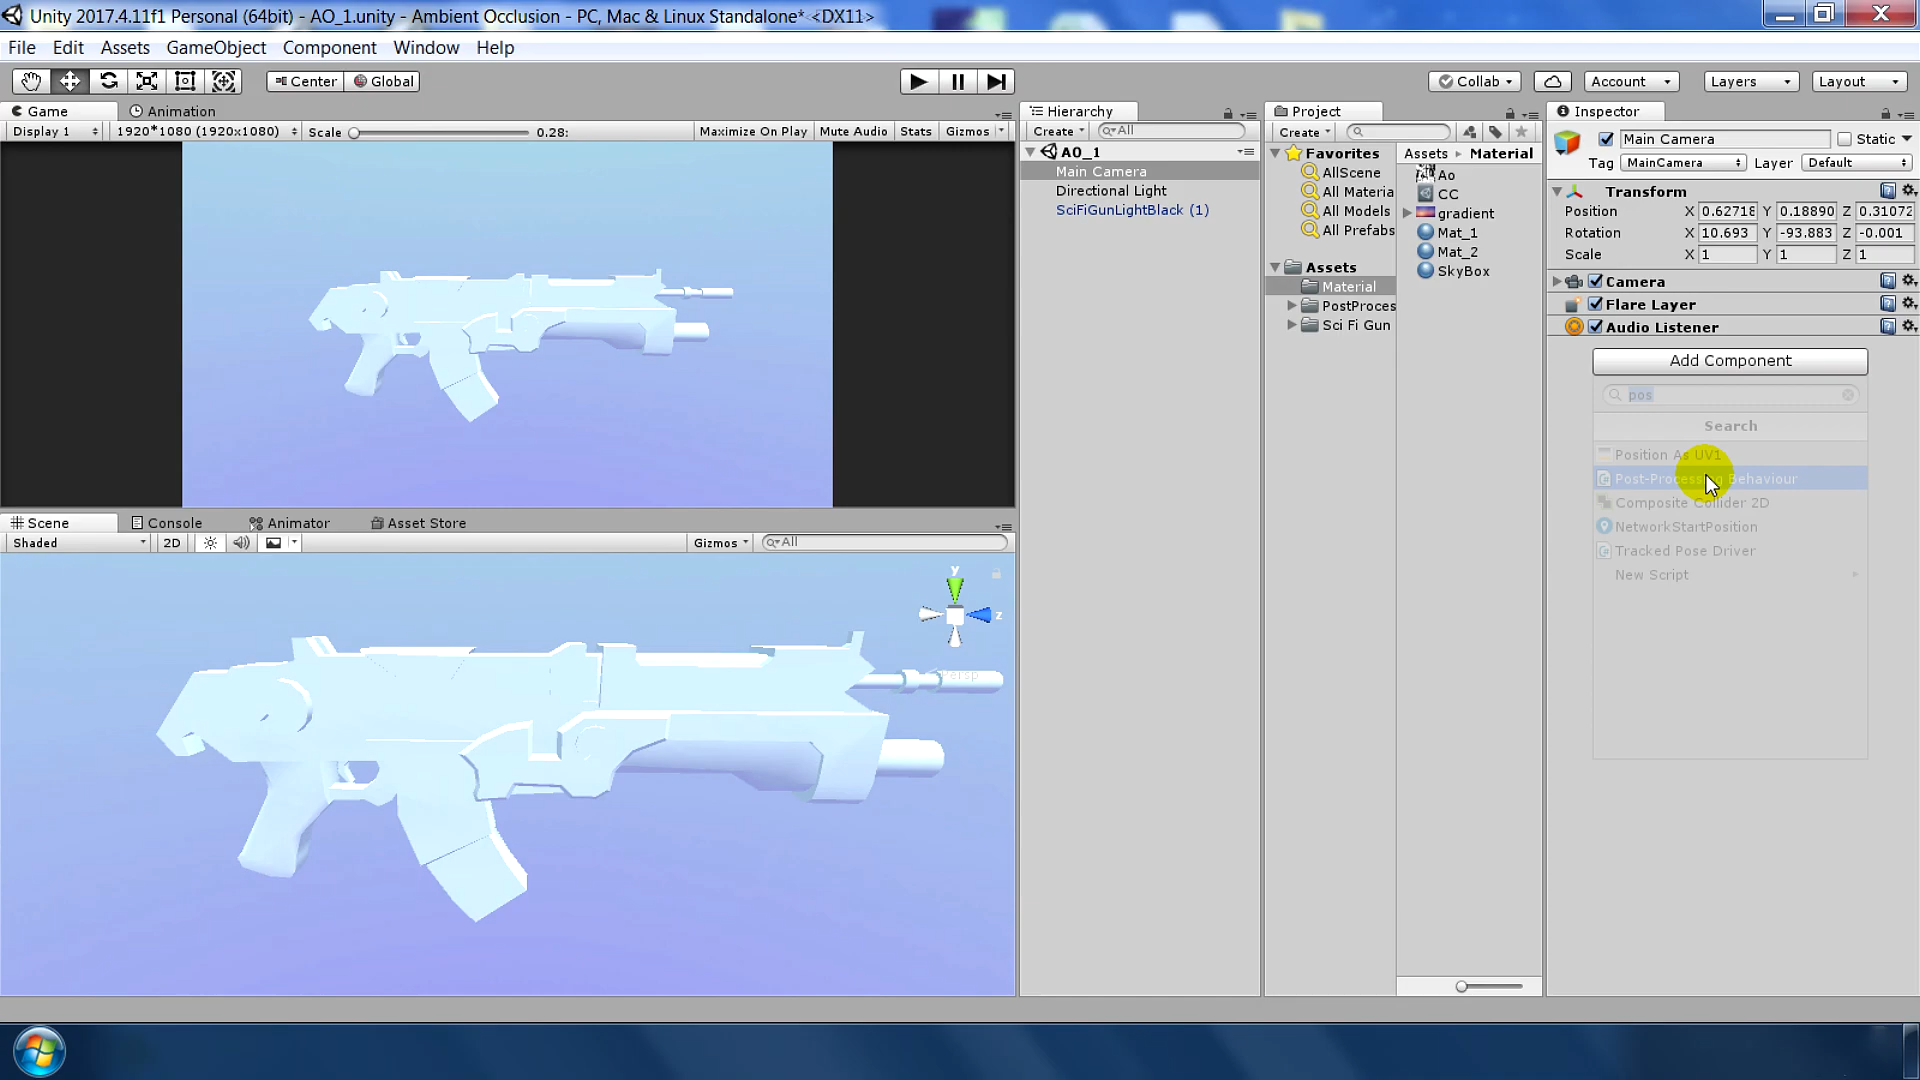 Unity 2017.4.11f1 Personal (64bit) - AO_1.unity - Ambient Occlusion - PC, Mac & Linux Standalone* <DX11>
File Edit Assets GameObject Component Window Help
Center Global
Collab Account Layers Layout
Game Animation
Display 1 1920*1080 (1920x1080) Scale 0.28: Maximize On Play Mute Audio Stats Gizmos
Scene Console Animator Asset Store
Shaded 2D Gizmos All
y
z
Persp
Hierarchy
Create All
AO_1
Main Camera
Directional Light
SciFiGunLightBlack (1)
Project
Create
Favorites
AllScene
All Materia
All Models
All Prefabs
Assets
Material
PostProces
Sci Fi Gun
Assets Material
Ao
CC
gradient
Mat_1
Mat_2
SkyBox
Inspector
Main Camera Static
Tag MainCamera Layer Default
Transform
Position X 0.62718 Y 0.18890 Z 0.31072
Rotation X 10.693 Y -93.883 Z -0.001
Scale X 1 Y 1 Z 1
Camera
Flare Layer
Audio Listener
Add Component
pos
Search
Position As UV1
Post-Processing Behaviour
Composite Collider 2D
NetworkStartPosition
Tracked Pose Driver
New Script